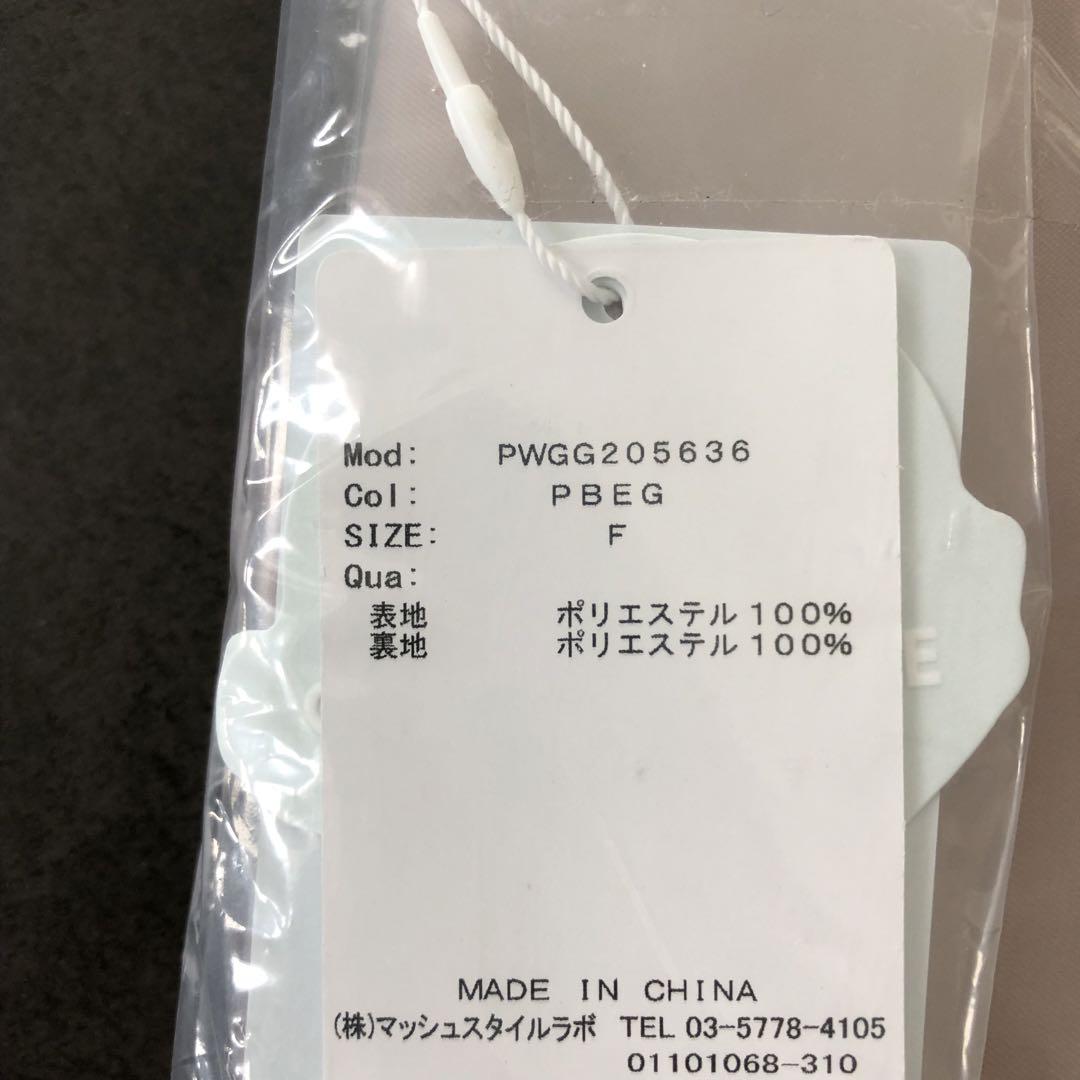 Mod: PWGG205636
Col: PBEG
SIZE: F
Qua:
表地 ポリエステル100%
裏地 ポリエステル100%
E
MADE IN CHINA
(株)マッシュスタイルラボ TEL 03-5778-4105
01101068-310